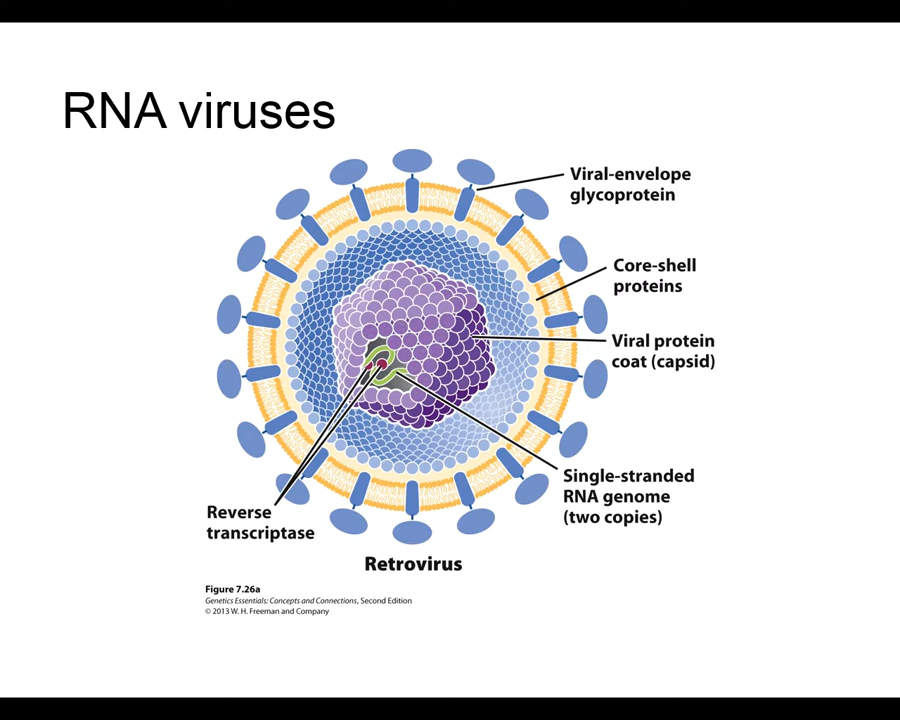 RNA viruses
Viral-envelope
glycoprotein
Core-shell
proteins
Viral protein
coat (capsid)
Single-stranded
RNA genome
(two copies)
Reverse
transcriptase
Retrovirus
Figure 7.26a
Genetics Essentials: Concepts and Connections, Second Edition
© 2013 W. H. Freeman and Company